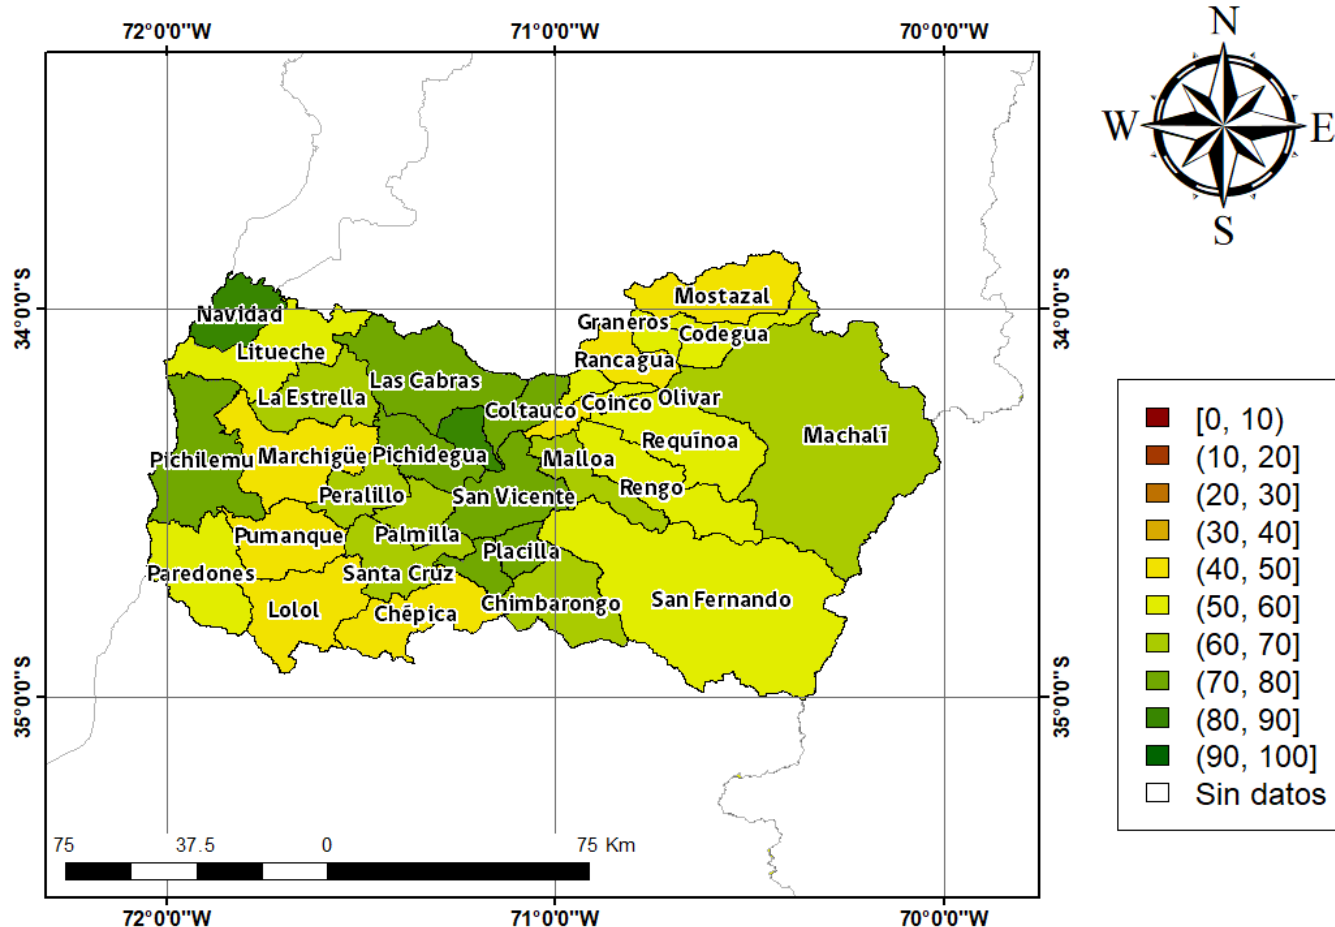 72°0'0"W 71°0'0"W 70°0'0"W
N
W E
S
34°0'0"S 34°0'0"S
35°0'0"S 35°0'0"S
Navidad
Mostazal
Graneros
Codegua
Litueche
Rancagua
Las Cabras
La Estrella
Coltauco
Coinco
Olivar
Requínoa
Machalí
Pichilemu
Marchigüe
Pichidegua
Malloa
Peralillo
San Vicente
Rengo
Pumanque
Palmilla
Placilla
Paredones
Santa Cruz
Lolol
Chépica
Chimbarongo
San Fernando
[0, 10)
(10, 20]
(20, 30]
(30, 40]
(40, 50]
(50, 60]
(60, 70]
(70, 80]
(80, 90]
(90, 100]
Sin datos
75 37.5 0 75 Km
72°0'0"W 71°0'0"W 70°0'0"W